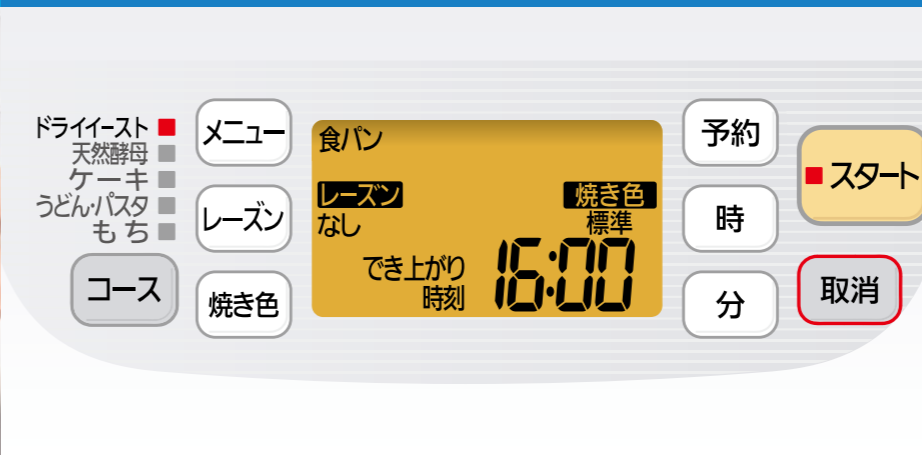 ドライイースト
天然酵母
ケーキ
うどん・パスタ
もち
コース
メニュー
レーズン
焼き色
食パン
レーズン
なし
焼き色
標準
でき上がり
時刻
16:00
予約
時
分
スタート
取消